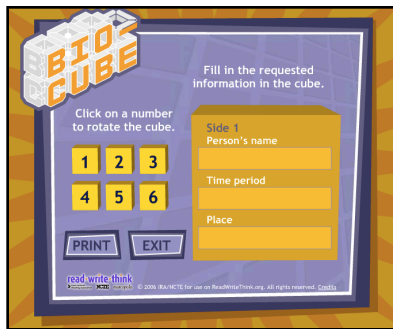 BIO-
CUBE
Fill in the requested
information in the cube.
Click on a number
to rotate the cube.
Side 1
Person's name
1 2 3
Time period
4 5 6
Place
PRINT EXIT
read·write·think
© 2006 IRA/NCTE for use on ReadWriteThink.org. All rights reserved. Credits